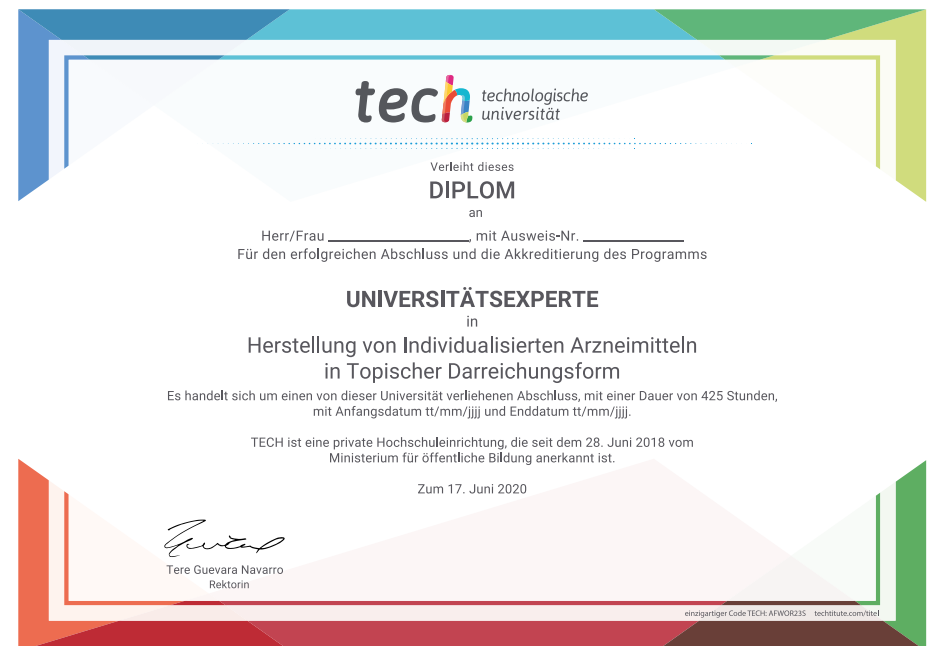 tech technologische
universität
Verleiht dieses
DIPLOM
an
Herr/Frau ____________________, mit Ausweis-Nr. ______________
Für den erfolgreichen Abschluss und die Akkreditierung des Programms
UNIVERSITÄTSEXPERTE
in
Herstellung von Individualisierten Arzneimitteln
in Topischer Darreichungsform
Es handelt sich um einen von dieser Universität verliehenen Abschluss, mit einer Dauer von 425 Stunden,
mit Anfangsdatum tt/mm/jjjj und Enddatum tt/mm/jjjj.
TECH ist eine private Hochschuleinrichtung, die seit dem 28. Juni 2018 vom
Ministerium für öffentliche Bildung anerkannt ist.
Zum 17. Juni 2020
Tere Guevara Navarro
Rektorin
einzigartiger Code TECH: AFWOR23S techtitute.com/titel